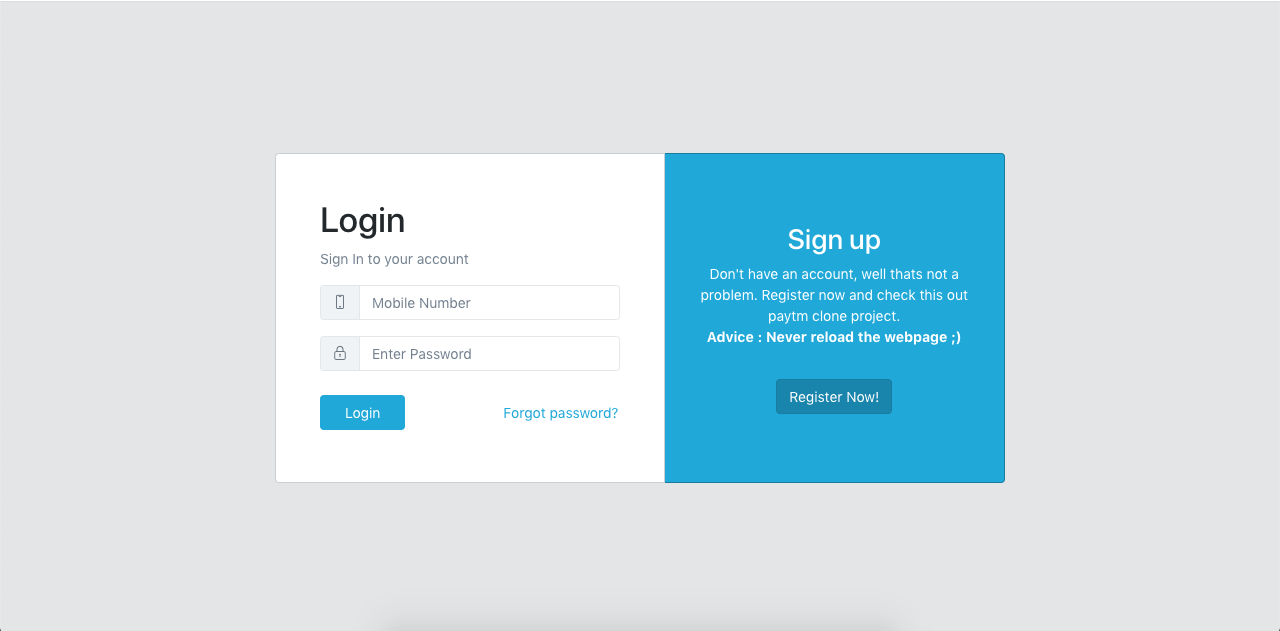 Login
Sign In to your account
Mobile Number
Enter Password
Login
Forgot password?
Sign up
Don't have an account, well thats not a
problem. Register now and check this out
paytm clone project.
Advice : Never reload the webpage ;)
Register Now!